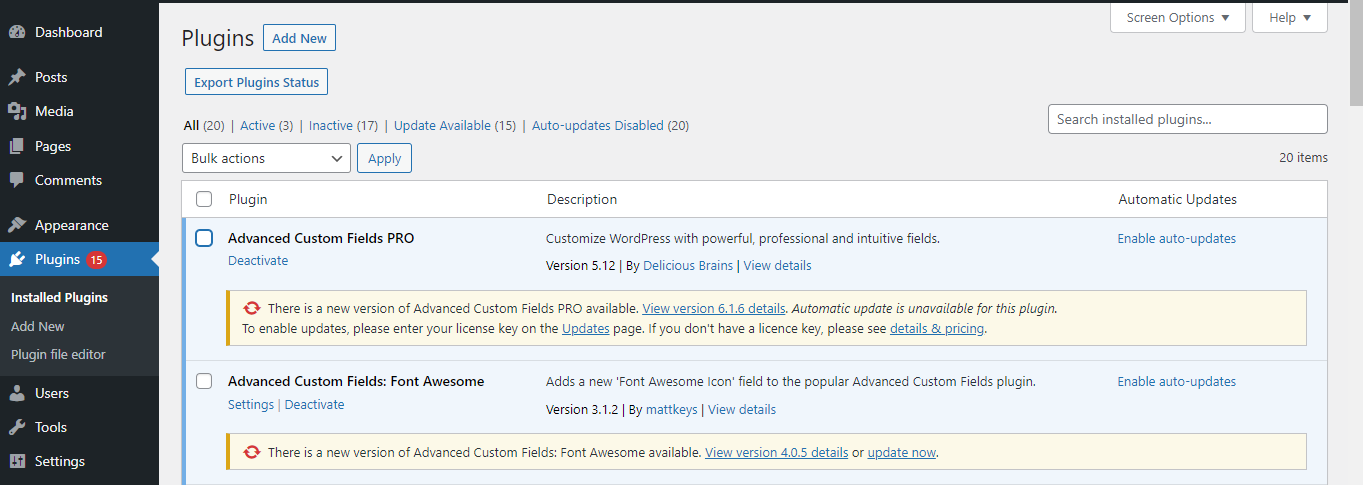 Dashboard
Posts
Media
Pages
Comments
Appearance
Plugins 15
Installed Plugins
Add New
Plugin file editor
Users
Tools
Settings
Screen Options ▼
Help ▼
Plugins Add New
Export Plugins Status
All (20) | Active (3) | Inactive (17) | Update Available (15) | Auto-updates Disabled (20)
Search installed plugins...
Bulk actions Apply
20 items
Plugin Description Automatic Updates
Advanced Custom Fields PRO Customize WordPress with powerful, professional and intuitive fields. Enable auto-updates
Deactivate Version 5.12 | By Delicious Brains | View details
There is a new version of Advanced Custom Fields PRO available. View version 6.1.6 details. Automatic update is unavailable for this plugin.
To enable updates, please enter your license key on the Updates page. If you don't have a licence key, please see details & pricing.
Advanced Custom Fields: Font Awesome Adds a new 'Font Awesome Icon' field to the popular Advanced Custom Fields plugin. Enable auto-updates
Settings | Deactivate Version 3.1.2 | By mattkeys | View details
There is a new version of Advanced Custom Fields: Font Awesome available. View version 4.0.5 details or update now.